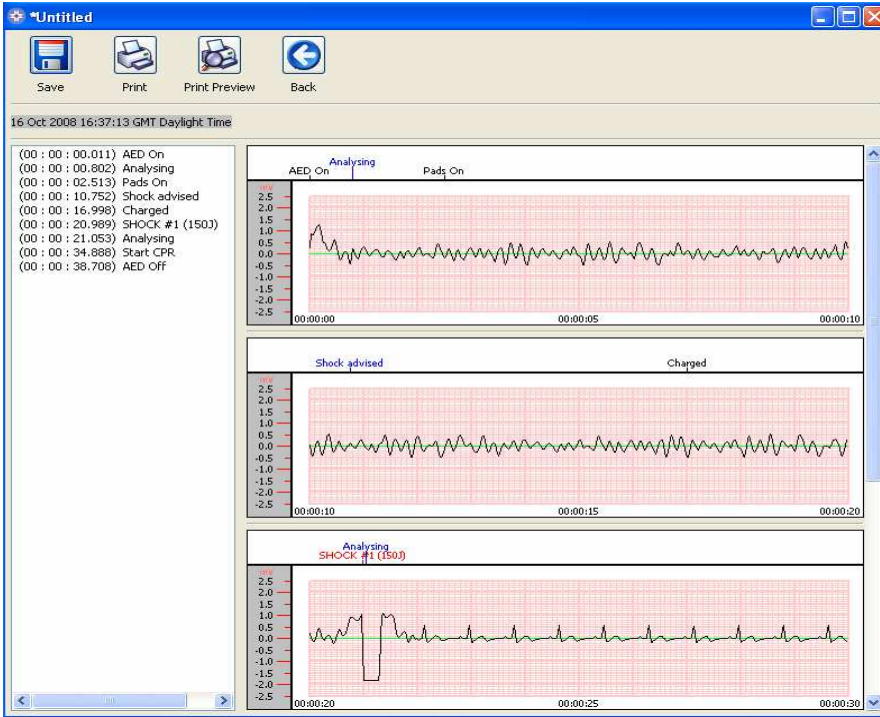 *Untitled
Save Print Print Preview Back
16 Oct 2008 16:37:13 GMT Daylight Time
(00 : 00 : 00.011) AED On
(00 : 00 : 00.802) Analysing
(00 : 00 : 02.513) Pads On
(00 : 00 : 10.752) Shock advised
(00 : 00 : 16.998) Charged
(00 : 00 : 20.989) SHOCK #1 (150J)
(00 : 00 : 21.053) Analysing
(00 : 00 : 34.888) Start CPR
(00 : 00 : 38.708) AED Off
Analysing
AED On Pads On
mV
2.5
2.0
1.5
1.0
0.5
0.0
-0.5
-1.0
-1.5
-2.0
-2.5
00:00:00 00:00:05 00:00:10
Shock advised Charged
mV
2.5
2.0
1.5
1.0
0.5
0.0
-0.5
-1.0
-1.5
-2.0
-2.5
00:00:10 00:00:15 00:00:20
Analysing
SHOCK #1 (150J)
mV
2.5
2.0
1.5
1.0
0.5
0.0
-0.5
-1.0
-1.5
-2.0
-2.5
00:00:20 00:00:25 00:00:30